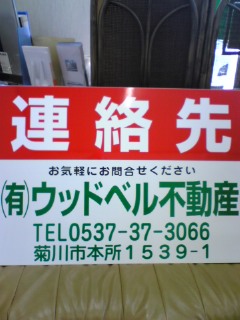 連絡先
お気軽にお問合せください
(有)ウッドベル不動産
TEL0537-37-3066
菊川市本所1539-1